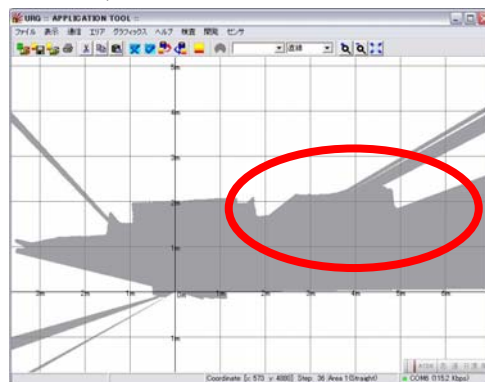 URG :: APPLICATION TOOL ::
ファイル 表示 通信 エリア グラフィックス ヘルプ 検査 開発 センサ
直線
5m
4m
3m
2m
1m
3m 2m 1m 0m 1m 2m 3m 4m 5m 6m
1m
Coordinate [x: 573 y: 4880] Step: 36 Area 1(Straight) COM6 (115.2 Kbps)